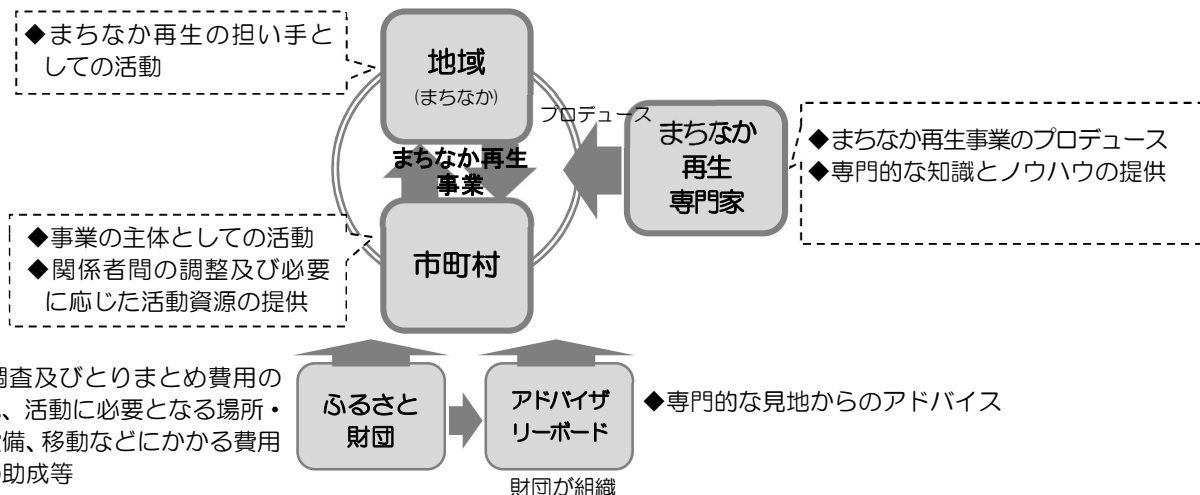 ◆まちなか再生の担い手と
しての活動
地域
(まちなか)
プロデュース
まちなか再生
事業
まちなか
再生
専門家
◆まちなか再生事業のプロデュース
◆専門的な知識とノウハウの提供
◆事業の主体としての活動
◆関係者間の調整及び必要
に応じた活動資源の提供
市町村
調査及びとりまとめ費用の
、活動に必要となる場所・
備、移動などにかかる費用
の助成等
ふるさと
財団
アドバイザ
リーボード
◆専門的な見地からのアドバイス
財団が組織